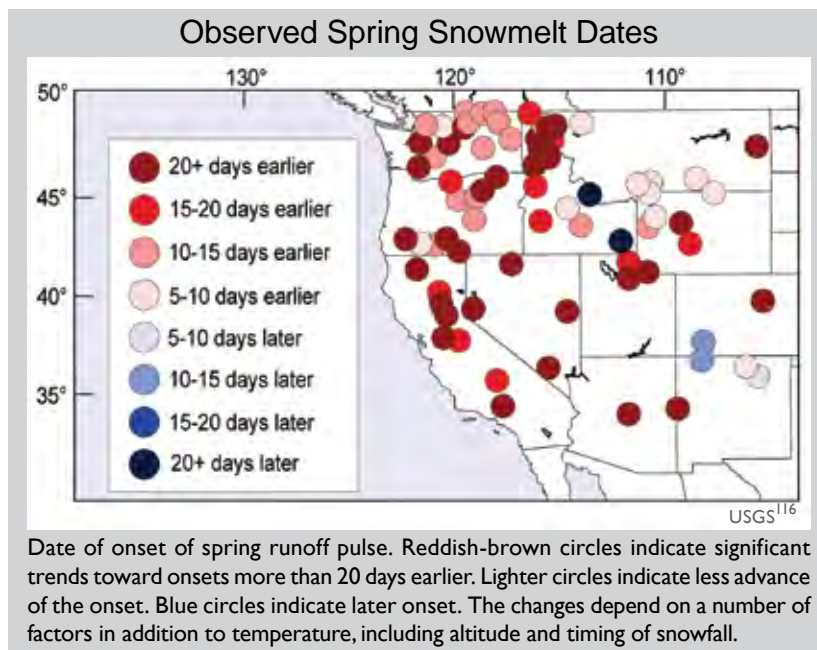 Observed Spring Snowmelt Dates
130° 120° 110°
50°
45°
40°
35°
20+ days earlier
15-20 days earlier
10-15 days earlier
5-10 days earlier
5-10 days later
10-15 days later
15-20 days later
20+ days later
USGS116
Date of onset of spring runoff pulse. Reddish-brown circles indicate significant
trends toward onsets more than 20 days earlier. Lighter circles indicate less advance
of the onset. Blue circles indicate later onset. The changes depend on a number of
factors in addition to temperature, including altitude and timing of snowfall.